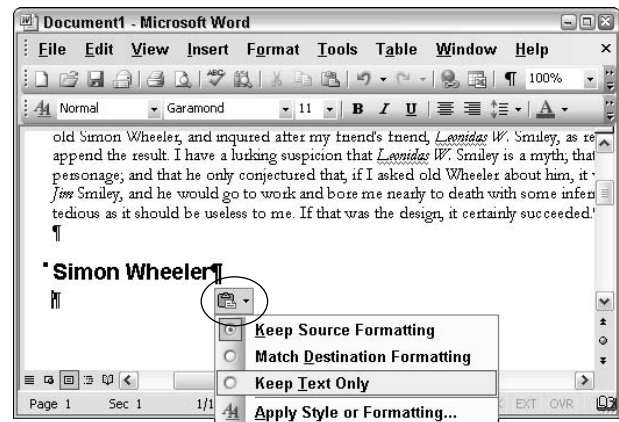 Document1 - Microsoft Word
File Edit View Insert Format Tools Table Window Help ×
ABC ¶ 100%
A4 Normal Garamond 11 B I U A
old Simon Wheeler, and inquired after my friend's friend, Leonidas W. Smiley, as re
append the result. I have a lurking suspicion that Leonidas W. Smiley is a myth; that
personage; and that he only conjectured that, if I asked old Wheeler about him, it
Jim Smiley, and he would go to work and bore me nearly to death with some infern
tedious as it should be useless to me. If that was the design, it certainly succeeded."
¶
Simon Wheeler¶
¶
Keep Source Formatting
Match Destination Formatting
Keep Text Only
Apply Style or Formatting...
Page 1 Sec 1 1/1 EXT OVR